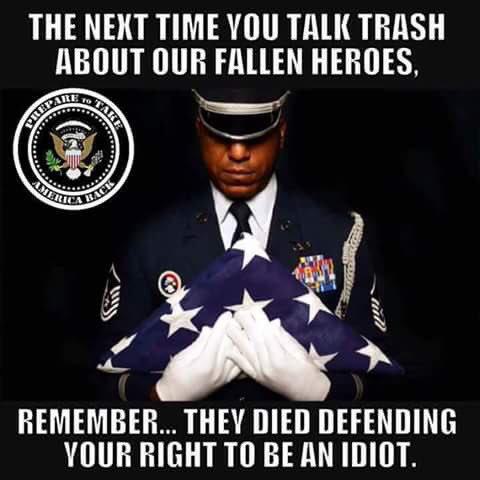 THE NEXT TIME YOU TALK TRASH
ABOUT OUR FALLEN HEROES,
PREPARE TO TAKE
AMERICA BACK
REMEMBER... THEY DIED DEFENDING
YOUR RIGHT TO BE AN IDIOT.